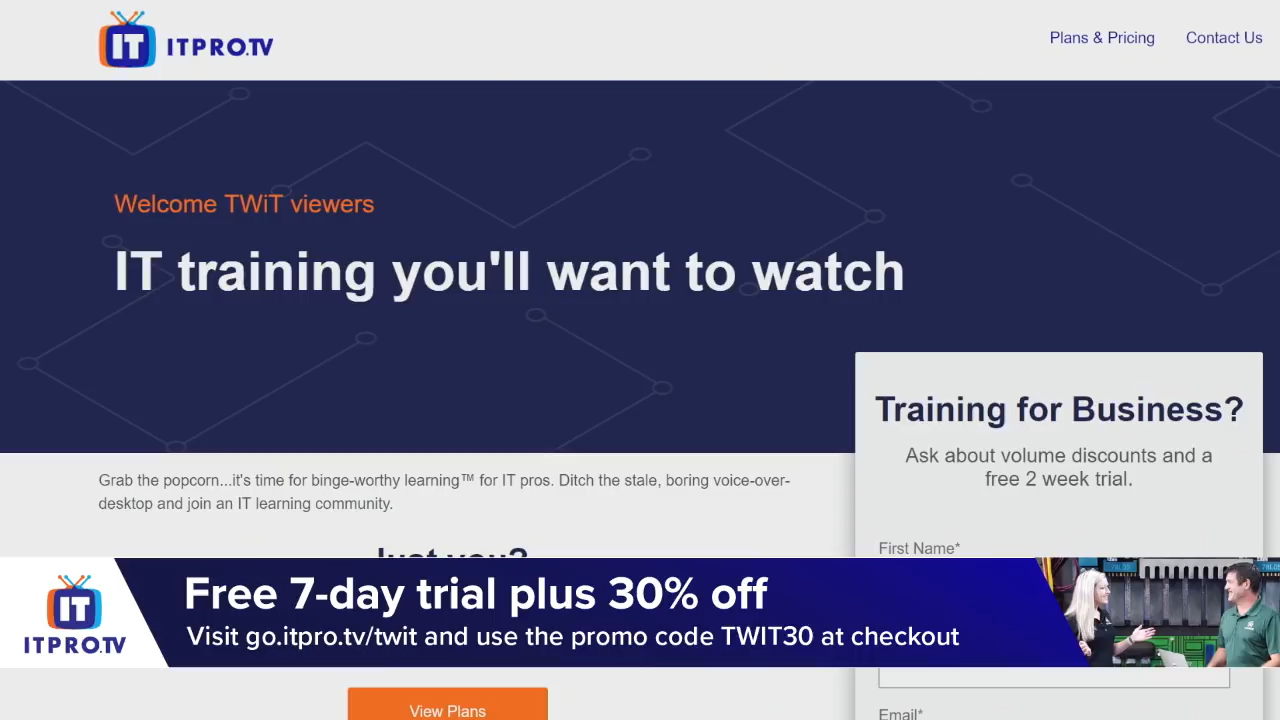 IT ITPRO.TV
Plans & Pricing Contact Us
Welcome TWiT viewers
IT training you'll want to watch
Grab the popcorn...it's time for binge-worthy learning™ for IT pros. Ditch the stale, boring voice-over-
desktop and join an IT learning community.
Just you?
Training for Business?
Ask about volume discounts and a
free 2 week trial.
First Name*
IT
ITPRO.TV
Free 7-day trial plus 30% off
Visit go.itpro.tv/twit and use the promo code TWIT30 at checkout
View Plans
Email*